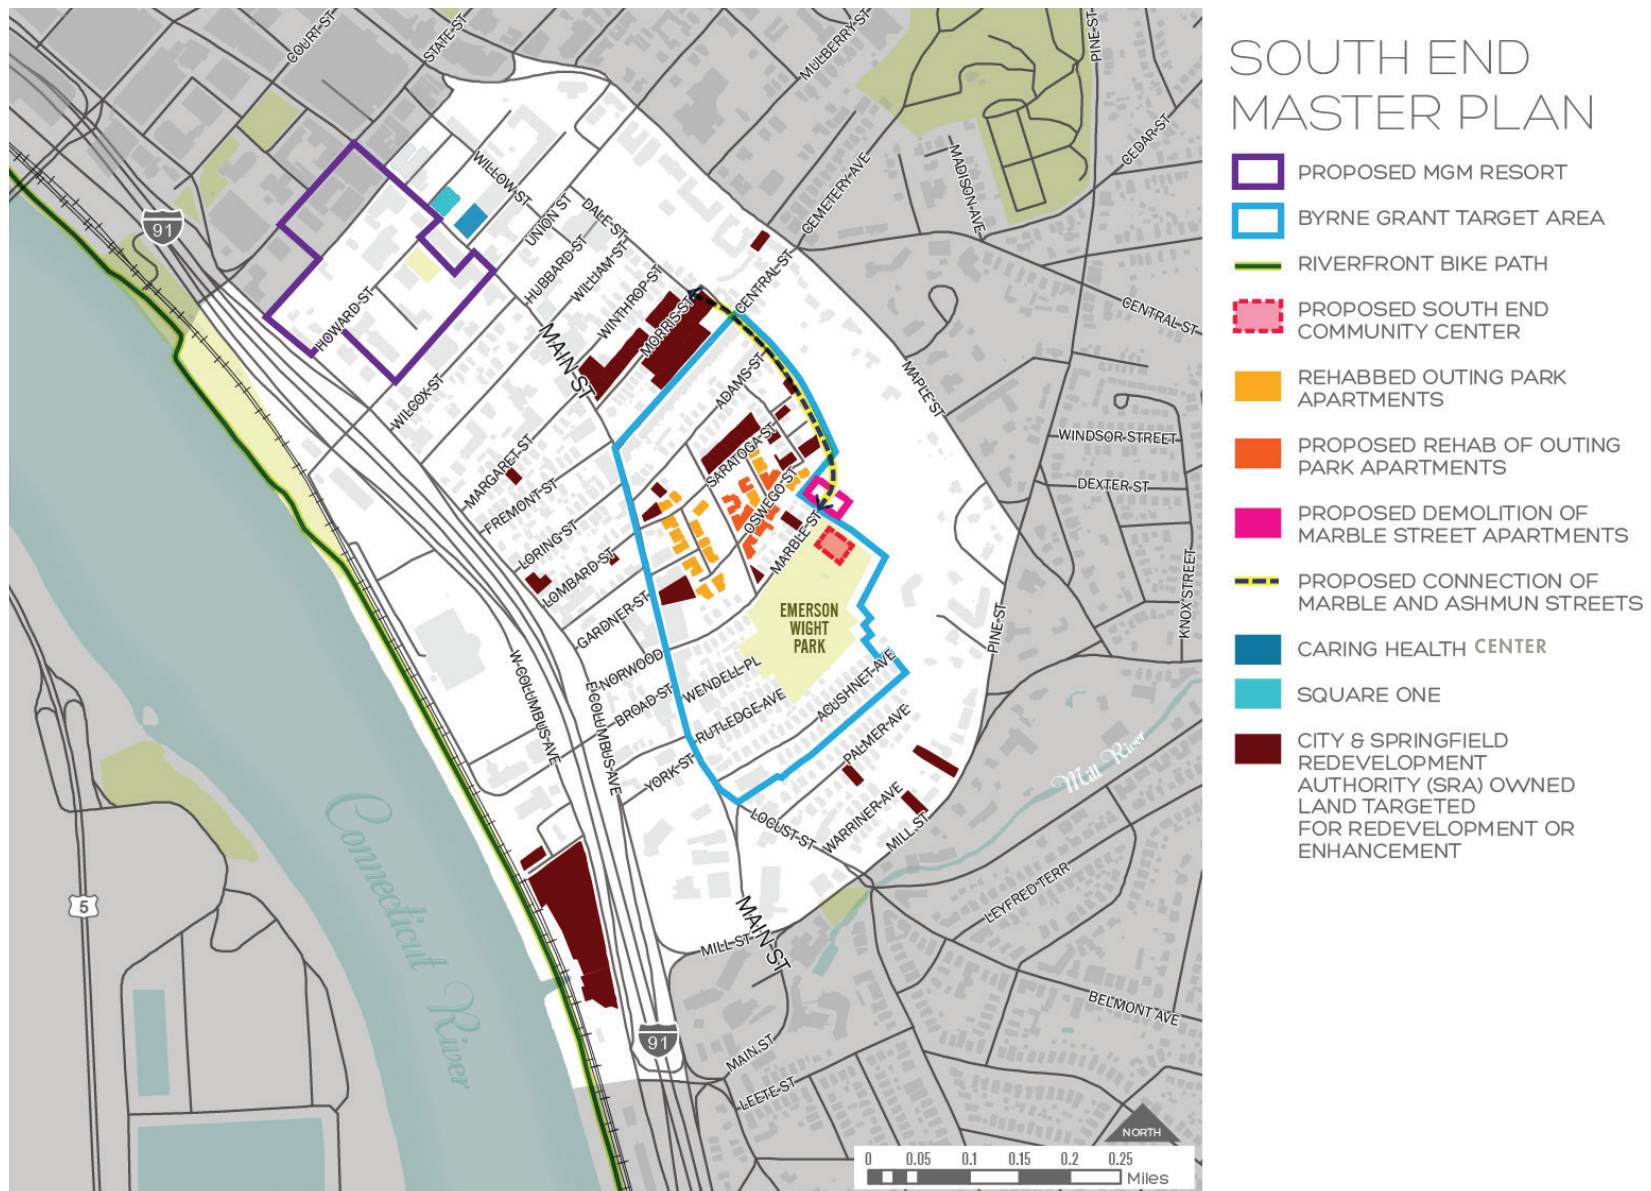 SOUTH END
MASTER PLAN
PROPOSED MGM RESORT
BYRNE GRANT TARGET AREA
RIVERFRONT BIKE PATH
PROPOSED SOUTH END
COMMUNITY CENTER
REHABBED OUTING PARK
APARTMENTS
PROPOSED REHAB OF OUTING
PARK APARTMENTS
PROPOSED DEMOLITION OF
MARBLE STREET APARTMENTS
PROPOSED CONNECTION OF
MARBLE AND ASHMUN STREETS
CARING HEALTH CENTER
SQUARE ONE
CITY & SPRINGFIELD
REDEVELOPMENT
AUTHORITY (SRA) OWNED
LAND TARGETED
FOR REDEVELOPMENT OR
ENHANCEMENT
COURT ST
STATE ST
MULBERRY ST
PINE ST
CEDAR ST
MADISON AVE
CEMETERY AVE
WILLOW ST
UNION ST
DALE ST
HUBBARD ST
WILLIAM ST
WINTHROP ST
MORRIS ST
CENTRAL ST
CENTRAL ST
91
HOWARD ST
MAIN ST
WILCOX ST
ADAMS ST
MAPLE ST
WINDSOR STREET
DEXTER ST
MARGARET ST
FREMONT ST
SARATOGA ST
OSWEGO ST
MARBLE ST
LORING ST
LOMBARD ST
GARDNER ST
KNOX STREET
EMERSON
WIGHT
PARK
PINE ST
NORWOOD
WENDELL PL
BROAD ST
RUTLEDGE AVE
ACUSHNET AVE
W COLUMBUS AVE
E COLUMBUS AVE
YORK ST
PALMER AVE
Mill River
LOCUST ST
WARRINER AVE
MILL ST
Connecticut River
5
LEYFRED TERR
MAIN ST
MILL ST
BELMONT AVE
91
MAIN ST
LEETE ST
NORTH
0 0.05 0.1 0.15 0.2 0.25
Miles